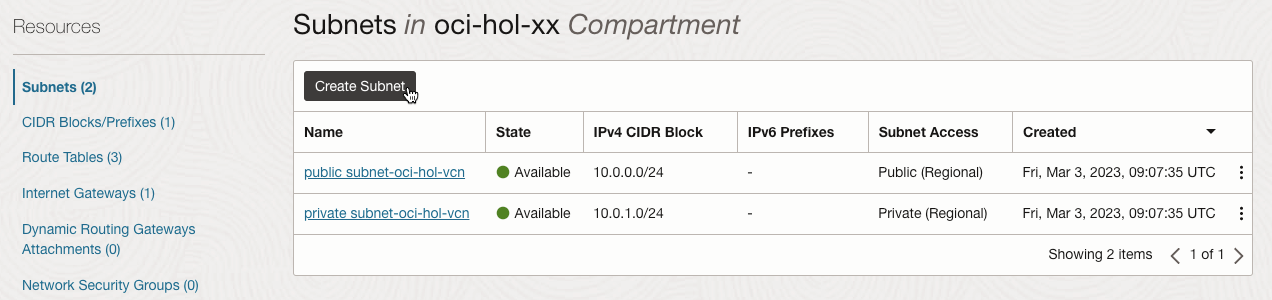 Resources
Subnets (2)
CIDR Blocks/Prefixes (1)
Route Tables (3)
Internet Gateways (1)
Dynamic Routing Gateways
Attachments (0)
Network Security Groups (0)
Subnets in oci-hol-xx Compartment
Create Subnet
Name State IPv4 CIDR Block IPv6 Prefixes Subnet Access Created
public subnet-oci-hol-vcn Available 10.0.0.0/24 - Public (Regional) Fri, Mar 3, 2023, 09:07:35 UTC
private subnet-oci-hol-vcn Available 10.0.1.0/24 - Private (Regional) Fri, Mar 3, 2023, 09:07:35 UTC
Showing 2 items 1 of 1